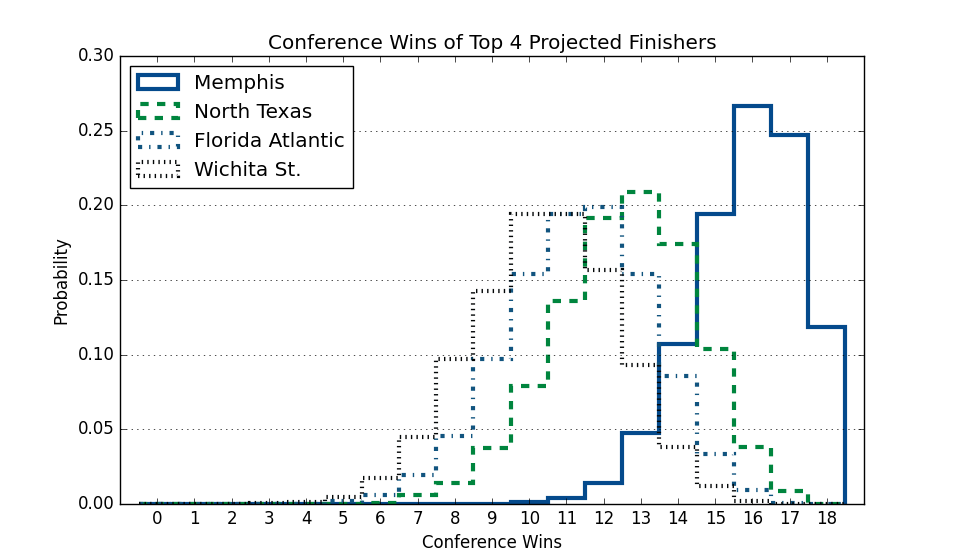 Conference Wins of Top 4 Projected Finishers
0.30
0.25
0.20
0.15
0.10
0.05
0.00
Probability
Memphis
North Texas
Florida Atlantic
Wichita St.
0 1 2 3 4 5 6 7 8 9 10 11 12 13 14 15 16 17 18
Conference Wins